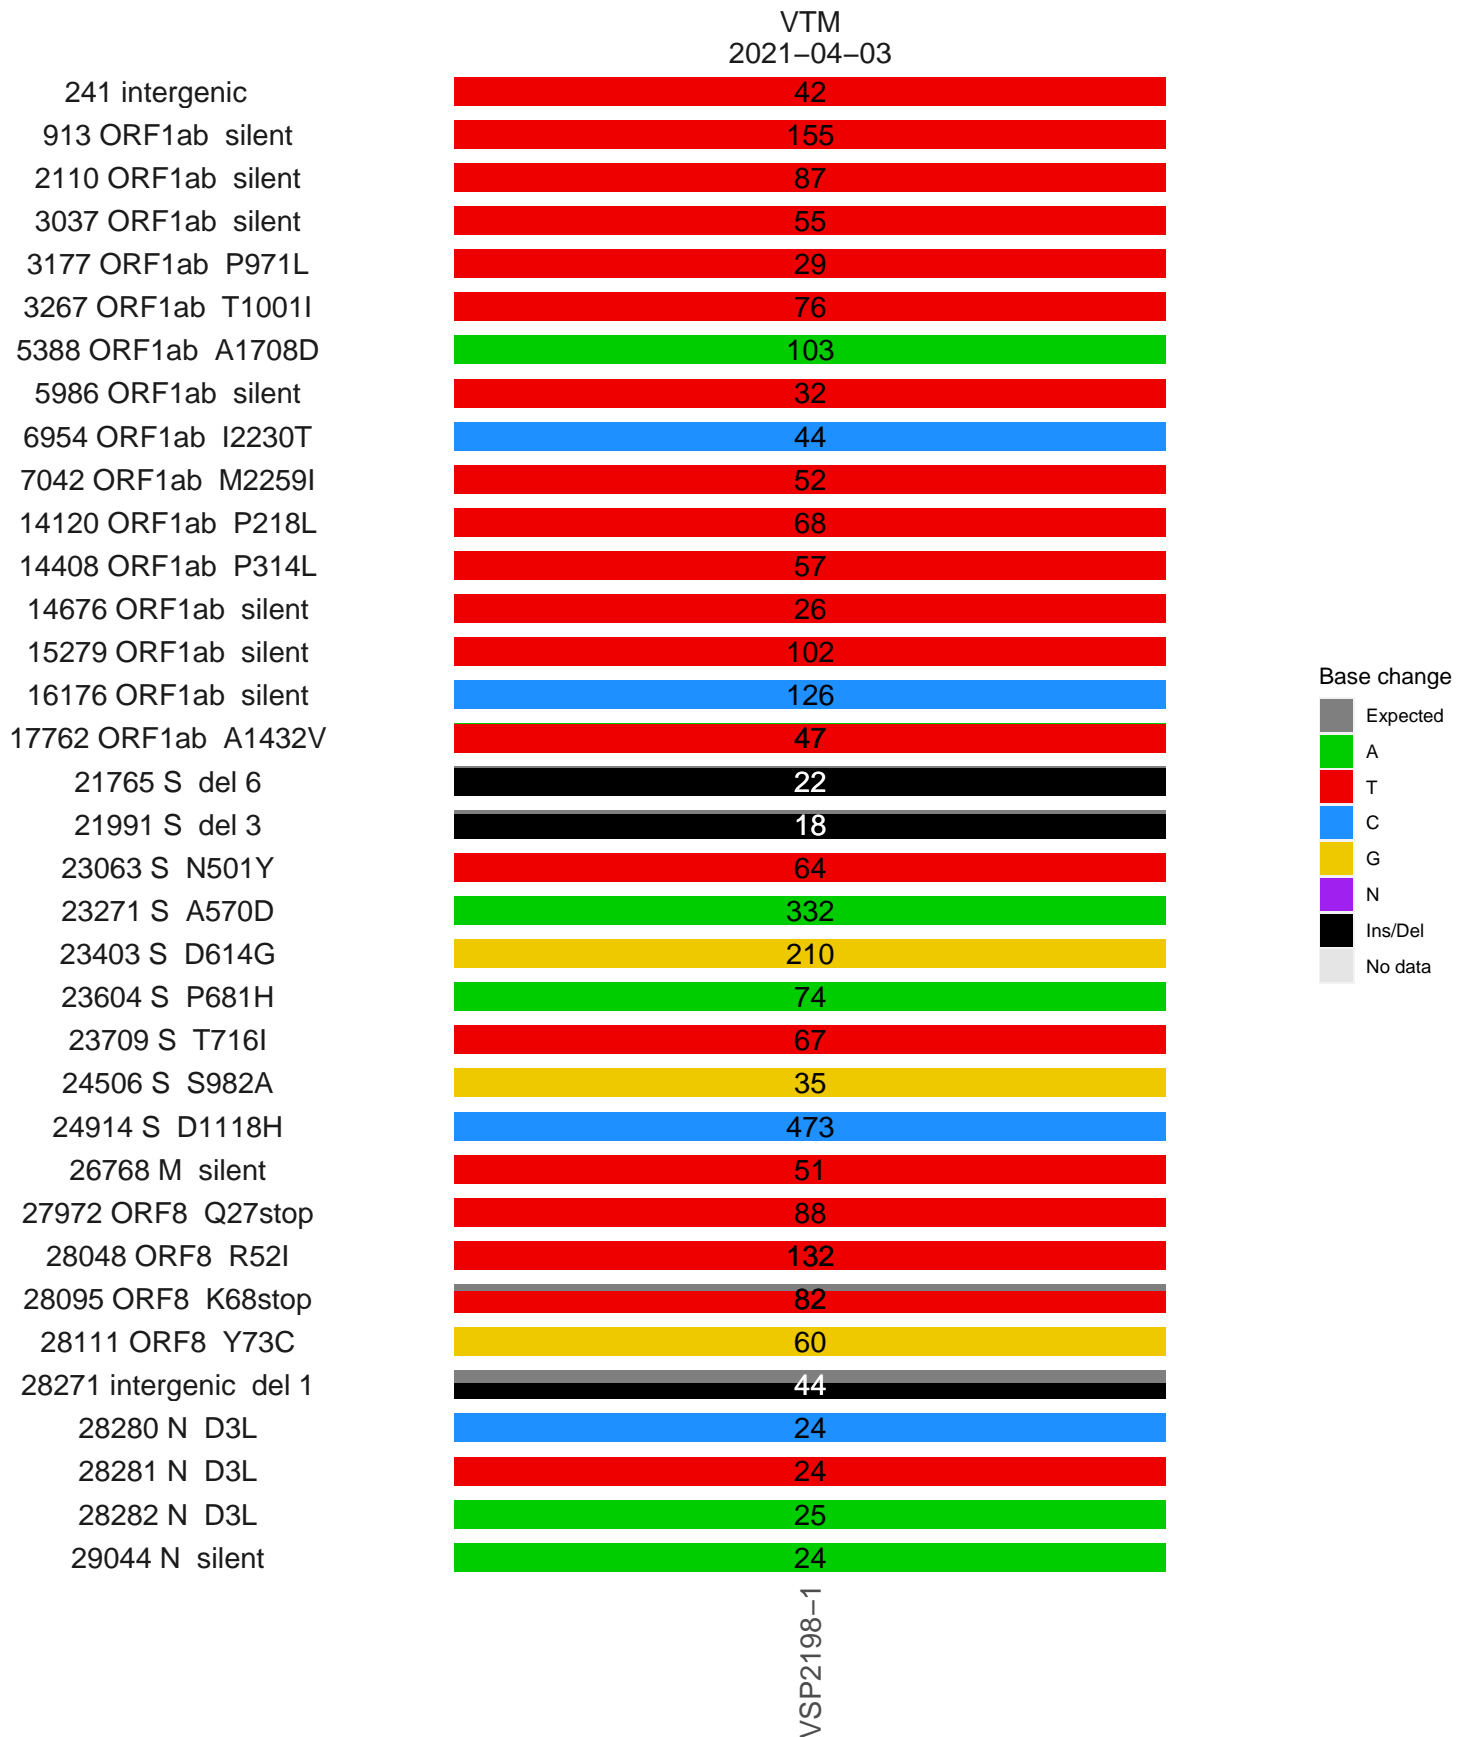 VTM
2021−04−03
241 intergenic 42
913 ORF1ab silent 155
2110 ORF1ab silent 87
3037 ORF1ab silent 55
3177 ORF1ab P971L 29
3267 ORF1ab T1001I 76
5388 ORF1ab A1708D 103
5986 ORF1ab silent 32
6954 ORF1ab I2230T 44
7042 ORF1ab M2259I 52
14120 ORF1ab P218L 68
14408 ORF1ab P314L 57
14676 ORF1ab silent 26
15279 ORF1ab silent 102
16176 ORF1ab silent 126
17762 ORF1ab A1432V 47
21765 S del 6 22
21991 S del 3 18
23063 S N501Y 64
23271 S A570D 332
23403 S D614G 210
23604 S P681H 74
23709 S T716I 67
24506 S S982A 35
24914 S D1118H 473
26768 M silent 51
27972 ORF8 Q27stop 88
28048 ORF8 R52I 132
28095 ORF8 K68stop 82
28111 ORF8 Y73C 60
28271 intergenic del 1 44
28280 N D3L 24
28281 N D3L 24
28282 N D3L 25
29044 N silent 24
VSP2198−1
Base change
Expected
A
T
C
G
N
Ins/Del
No data